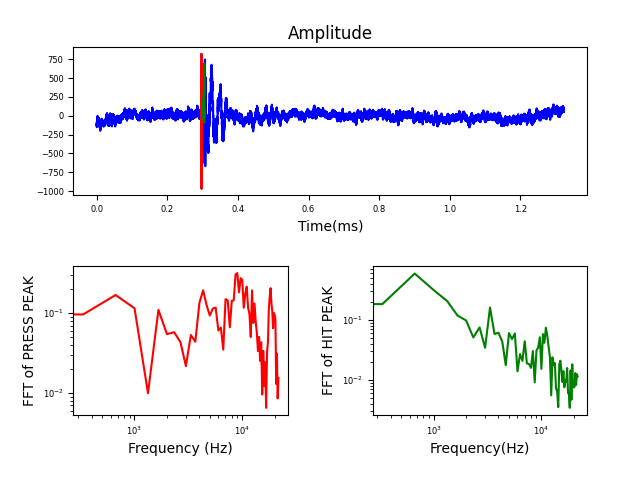 Amplitude
750
500
250
0
−250
−500
−750
−1000
0.0 0.2 0.4 0.6 0.8 1.0 1.2
Time(ms)
FFT of PRESS PEAK
10⁻¹
10⁻²
10³ 10⁴
Frequency (Hz)
FFT of HIT PEAK
10⁻¹
10⁻²
10³ 10⁴
Frequency(Hz)